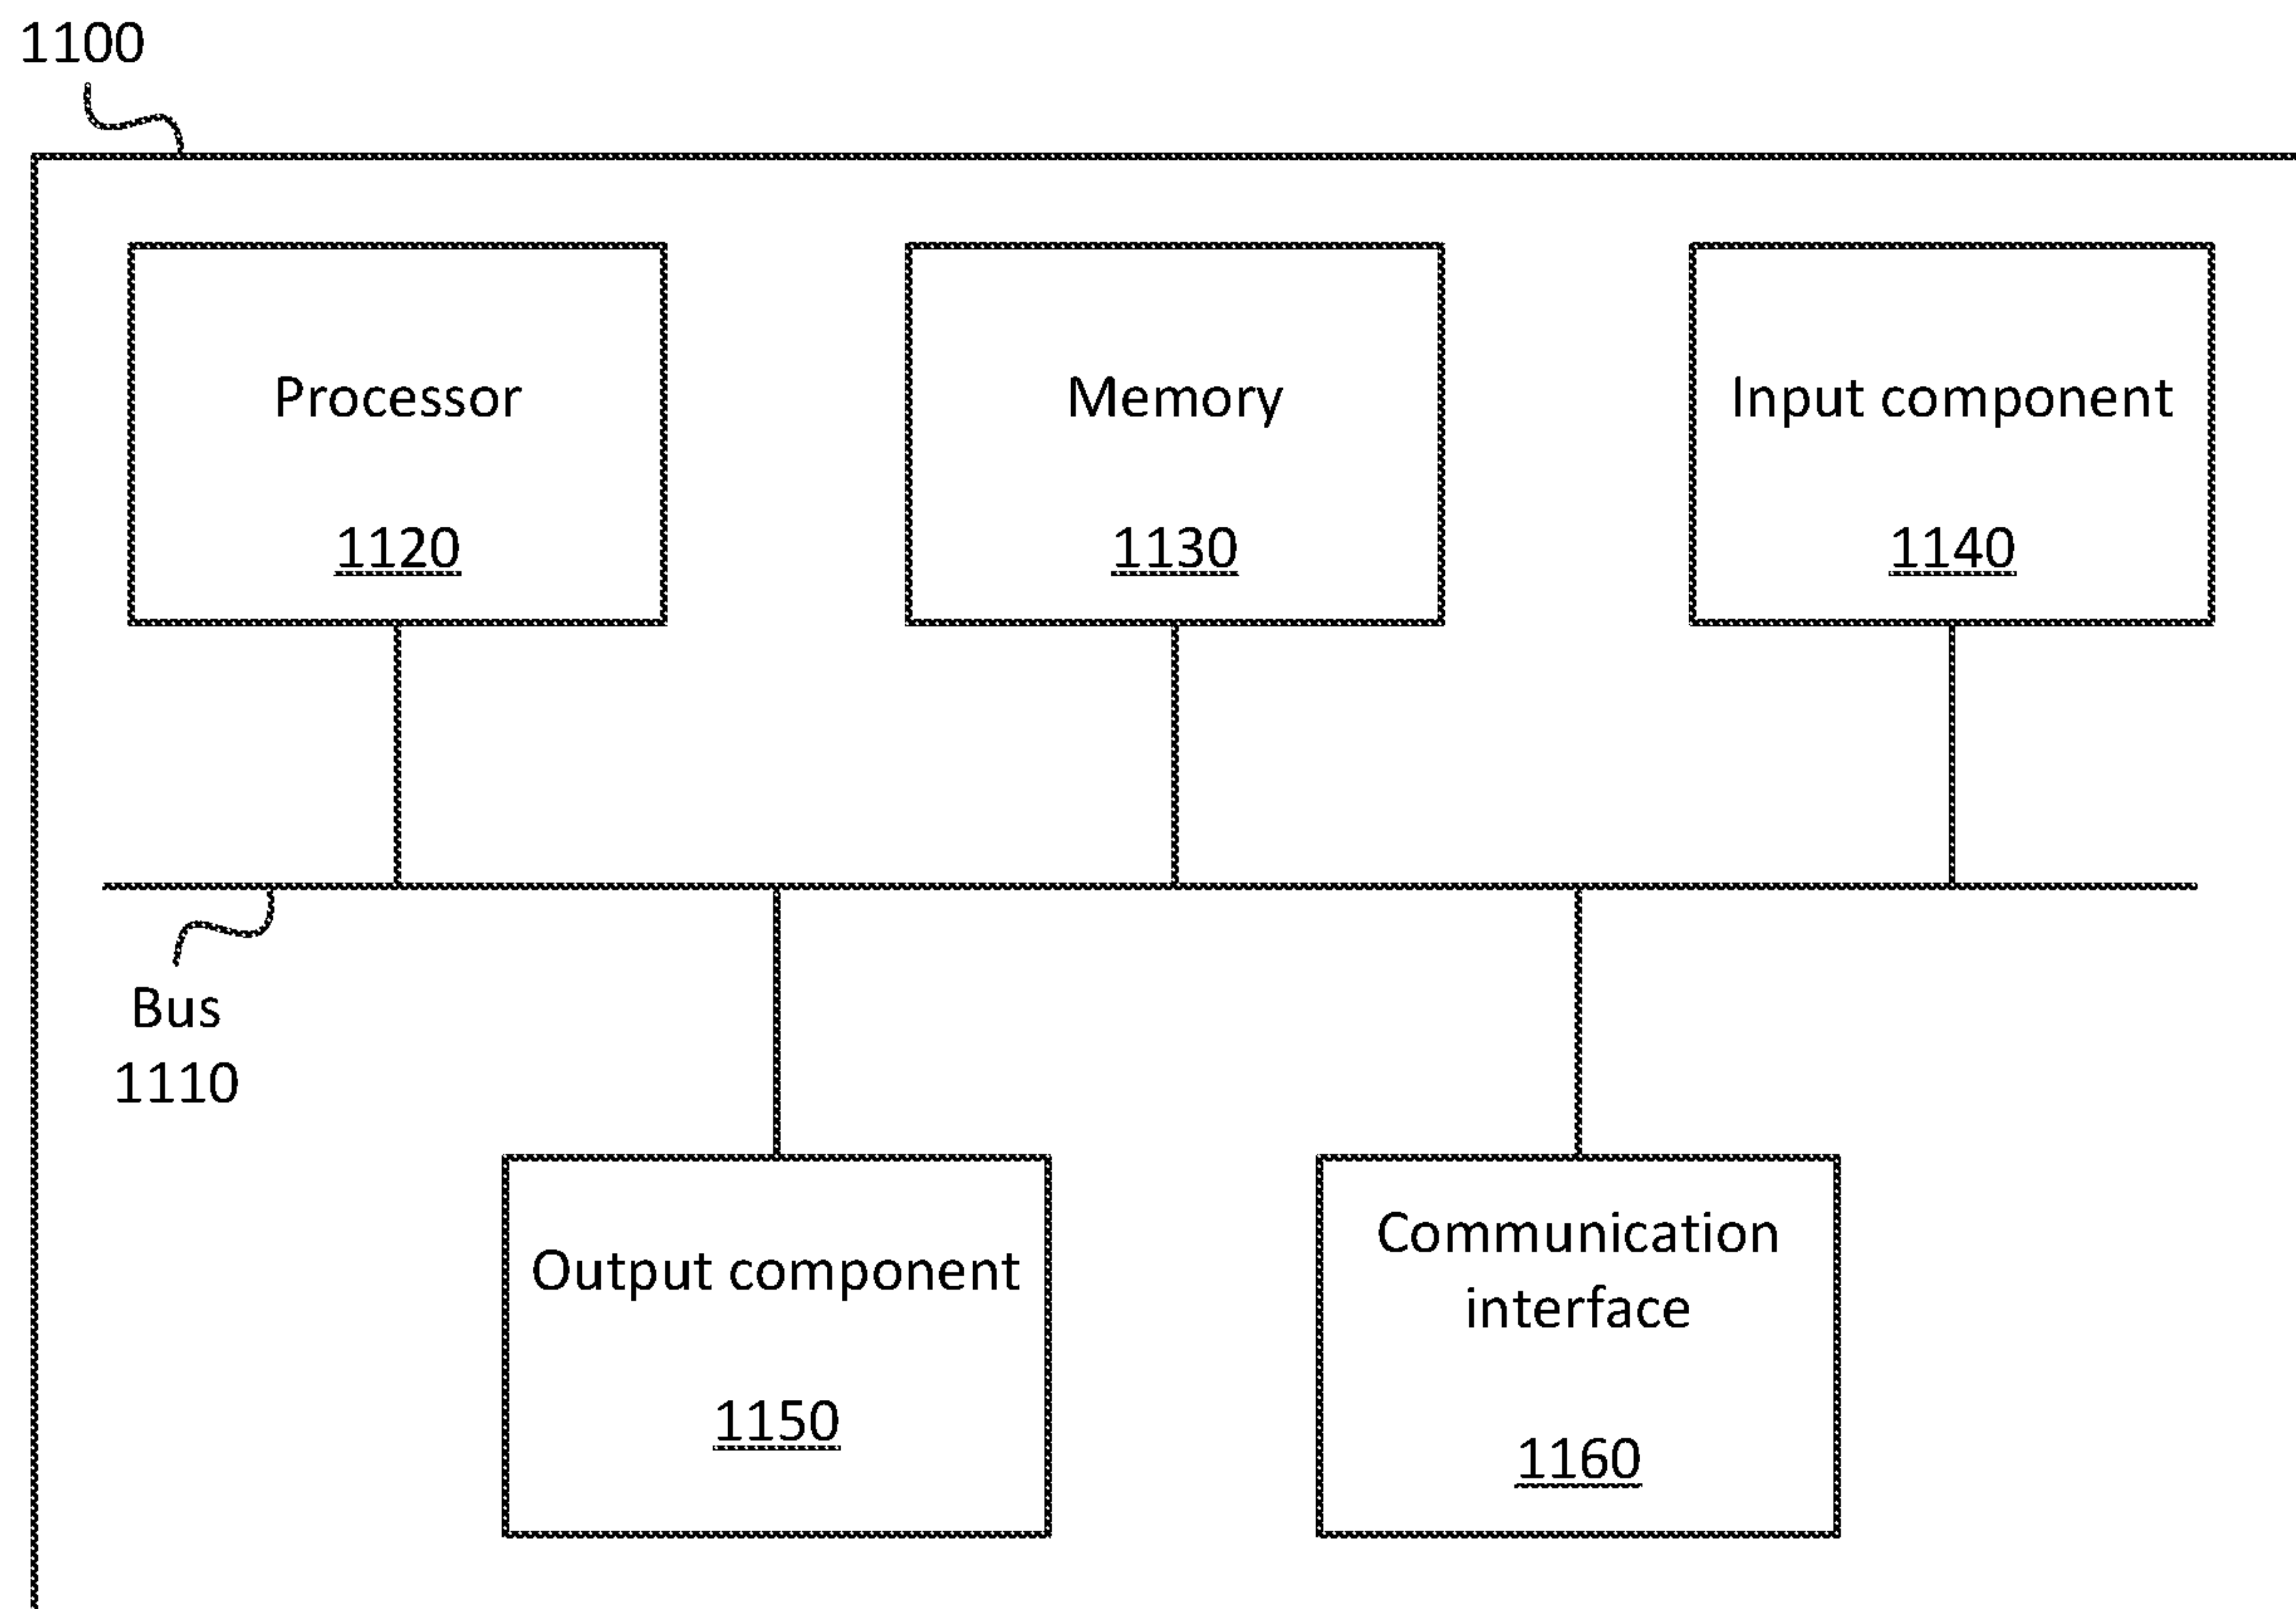 1100
Processor
1120
Memory
1130
Input component
1140
Bus
1110
Output component
1150
Communication
interface
1160